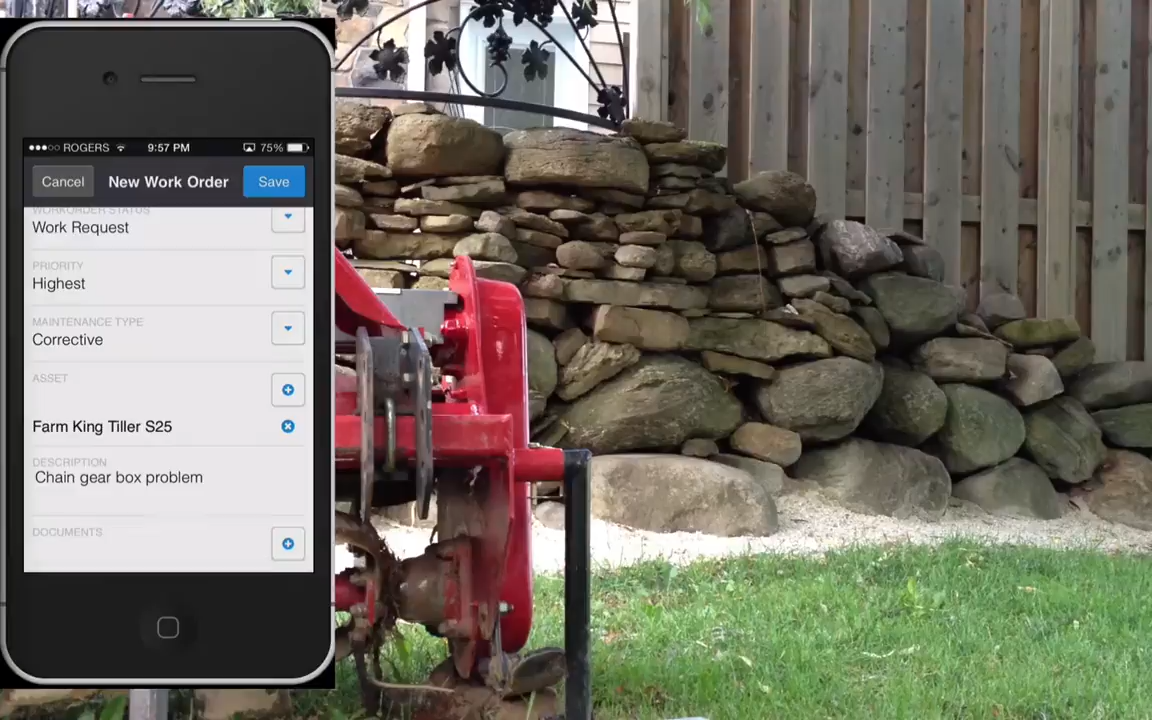 ROGERS 9:57 PM 75%
Cancel New Work Order Save
WORKORDER STATUS
Work Request
PRIORITY
Highest
MAINTENANCE TYPE
Corrective
ASSET
Farm King Tiller S25
DESCRIPTION
Chain gear box problem
DOCUMENTS